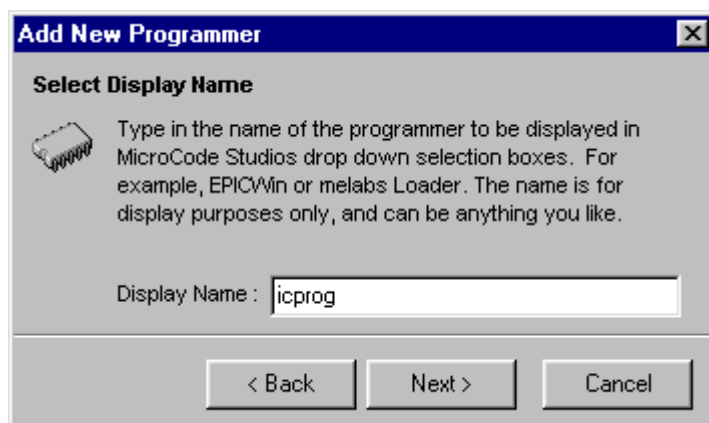 Add New Programmer
Select Display Name
Type in the name of the programmer to be displayed in
MicroCode Studios drop down selection boxes. For
example, EPICWin or melabs Loader. The name is for
display purposes only, and can be anything you like.
Display Name : icprog
< Back Next > Cancel